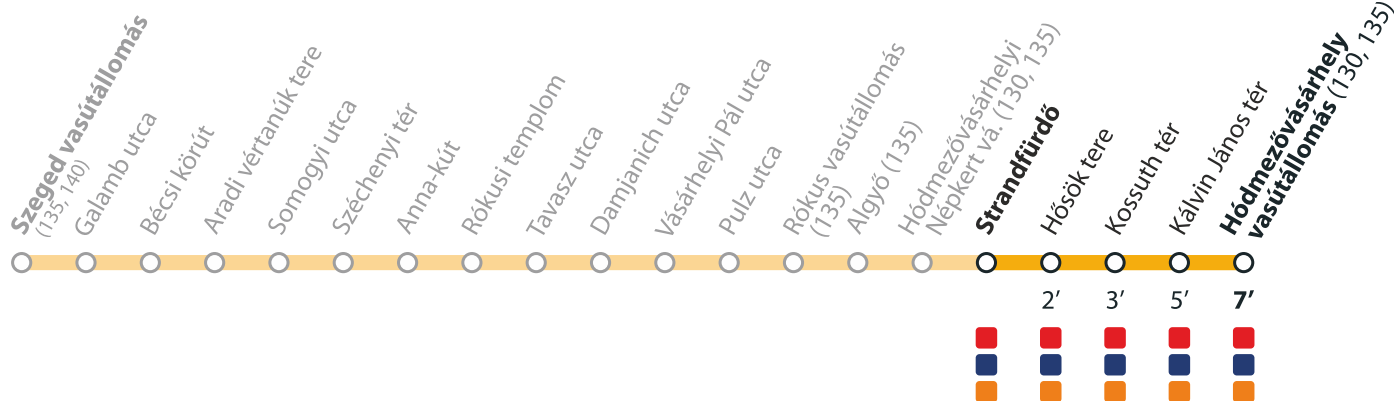 Szeged vasútállomás
(135, 140)
Galamb utca
Bécsi körút
Aradi vértanúk tere
Somogyi utca
Széchenyi tér
Anna-kút
Rókusi templom
Tavasz utca
Damjanich utca
Vásárhelyi Pál utca
Pulz utca
Rókus vasútállomás
(135)
Algyő (135)
Hódmezővásárhelyi
Népkert vá. (130, 135)
Strandfürdő
Hősök tere
Kossuth tér
Kálvin János tér
Hódmezővásárhely
vasútállomás (130, 135)
2’ 3’ 5’ 7’